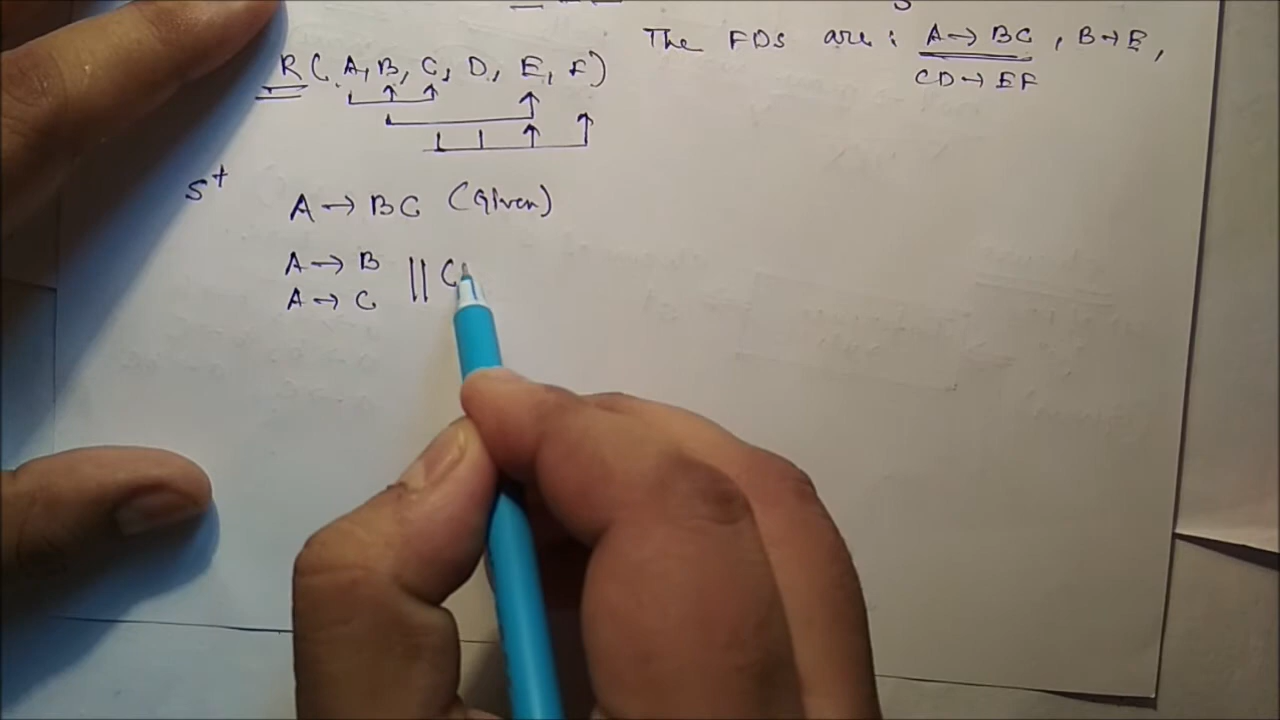 The FDs are: A → BC, B → E,
CD → EF
R (A, B, C, D, E, F)
S+
A → BC (Given)
A → B
A → C || C